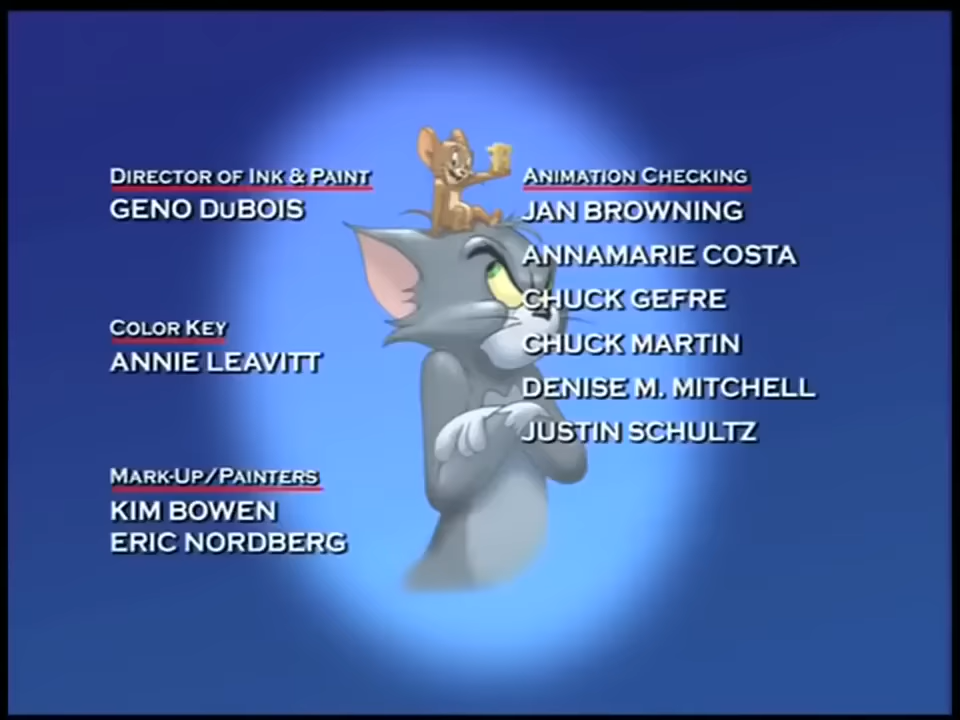 DIRECTOR OF INK & PAINT
GENO DuBOIS
COLOR KEY
ANNIE LEAVITT
MARK-UP/PAINTERS
KIM BOWEN
ERIC NORDBERG
ANIMATION CHECKING
JAN BROWNING
ANNAMARIE COSTA
CHUCK GEFRE
CHUCK MARTIN
DENISE M. MITCHELL
JUSTIN SCHULTZ